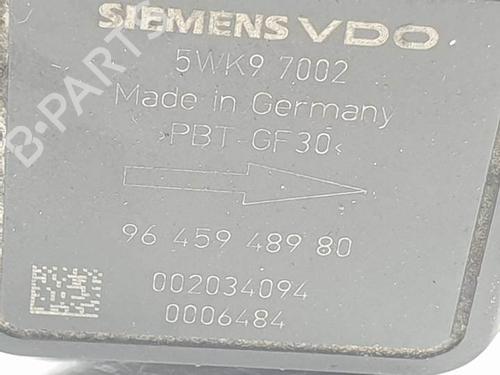 SIEMENS VDO
5WK9 7002
Made in Germany
>PBT-GF30<
96 459 489 80
002034094
0006484
B-PARTS